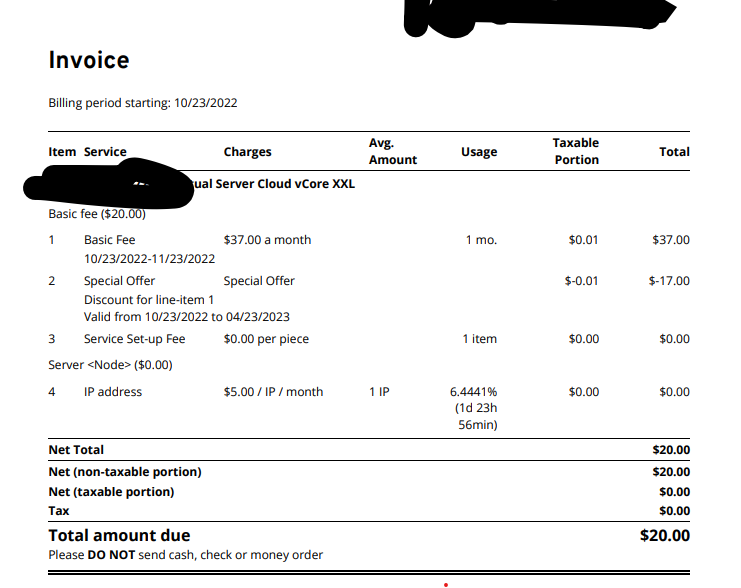 Invoice
Billing period starting: 10/23/2022
Item Service Charges Avg. Amount Usage Taxable Portion Total
Server Cloud vCore XXL
Basic fee ($20.00)
1 Basic Fee $37.00 a month 1 mo. $0.01 $37.00
10/23/2022-11/23/2022
2 Special Offer Special Offer $-0.01 $-17.00
Discount for line-item 1
Valid from 10/23/2022 to 04/23/2023
3 Service Set-up Fee $0.00 per piece 1 item $0.00 $0.00
Server <Node> ($0.00)
4 IP address $5.00 / IP / month 1 IP 6.4441% $0.00 $0.00
(1d 23h
56min)
Net Total $20.00
Net (non-taxable portion) $20.00
Net (taxable portion) $0.00
Tax $0.00
Total amount due $20.00
Please DO NOT send cash, check or money order